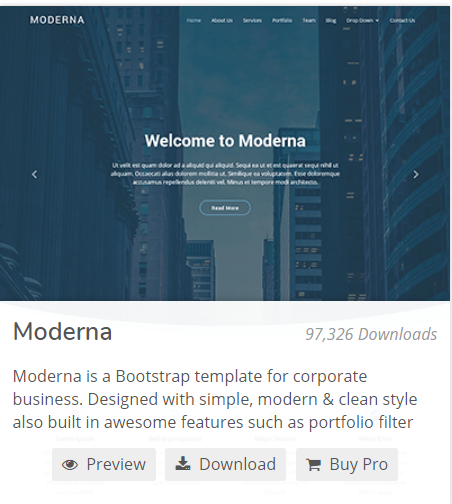 MODERNA
Home About Us Services Portfolio Team Blog Drop Down Contact Us
Welcome to Moderna
Ut velit est quam dolor ad a aliquid qui aliquid. Sequi ea ut et est quaerat sequi nihil ut
aliquam. Occaecati alias dolorem mollitia ut. Similique ea voluptatem. Esse doloremque
accusamus repellendus deleniti vel. Minus et tempore modi architecto.
Read More
Moderna
97,326 Downloads
Moderna is a Bootstrap template for corporate
business. Designed with simple, modern & clean style
also built in awesome features such as portfolio filter
Preview Download Buy Pro